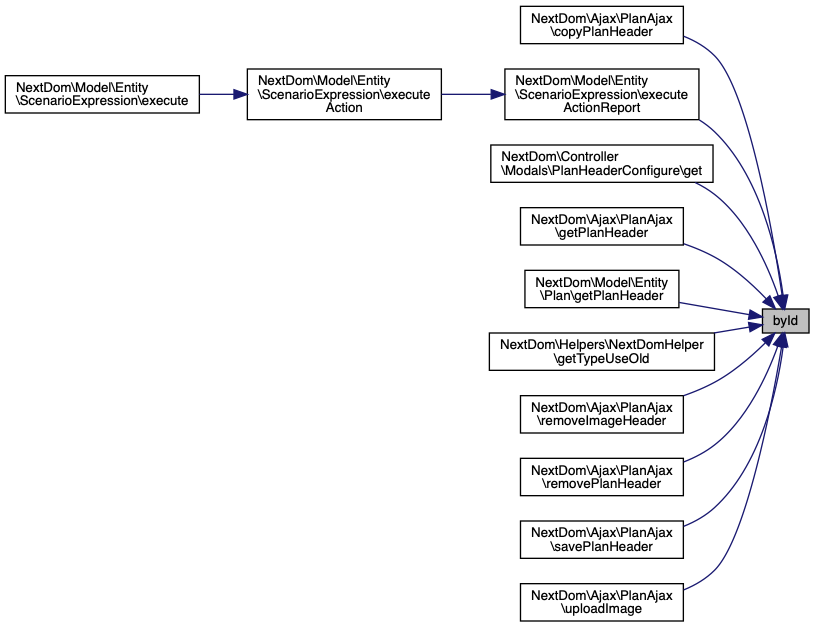 NextDom\Ajax\PlanAjax
\copyPlanHeader
NextDom\Model\Entity
\ScenarioExpression\execute
NextDom\Model\Entity
\ScenarioExpression\execute
Action
NextDom\Model\Entity
\ScenarioExpression\execute
ActionReport
NextDom\Controller
\Modals\PlanHeaderConfigure\get
NextDom\Ajax\PlanAjax
\getPlanHeader
NextDom\Model\Entity
\Plan\getPlanHeader
byId
NextDom\Helpers\NextDomHelper
\getTypeUseOld
NextDom\Ajax\PlanAjax
\removeImageHeader
NextDom\Ajax\PlanAjax
\removePlanHeader
NextDom\Ajax\PlanAjax
\savePlanHeader
NextDom\Ajax\PlanAjax
\uploadImage